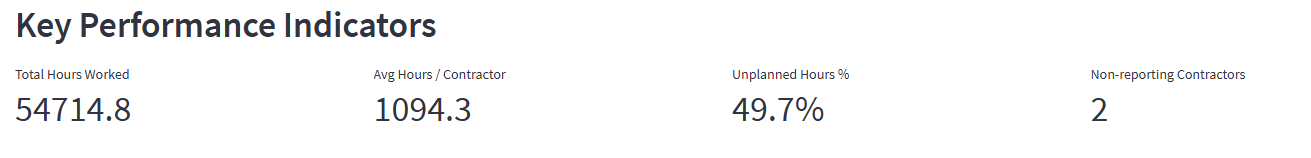 Key Performance Indicators
Total Hours Worked
54714.8
Avg Hours / Contractor
1094.3
Unplanned Hours %
49.7%
Non-reporting Contractors
2